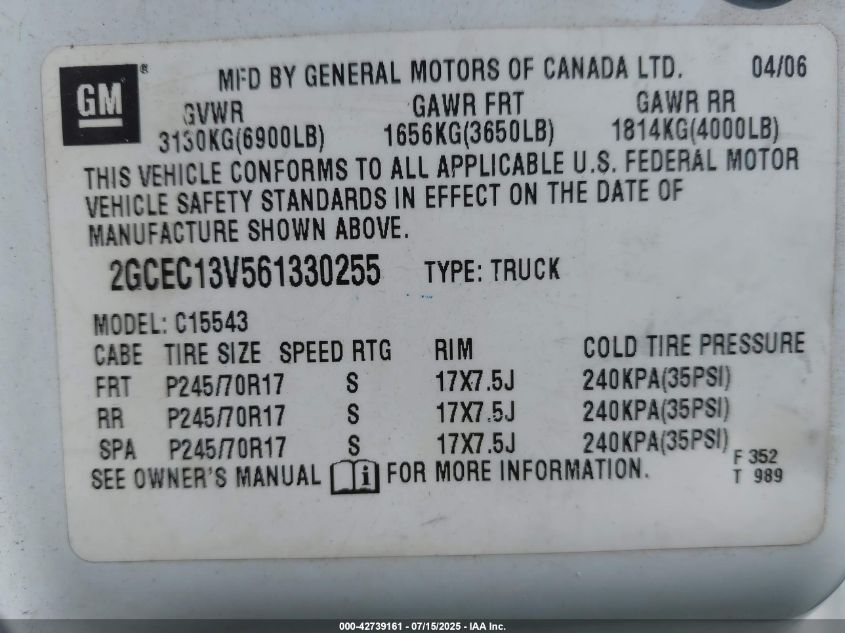 GM ® MFD BY GENERAL MOTORS OF CANADA LTD. 04/06
GVWR GAWR FRT GAWR RR
3130KG(6900LB) 1656KG(3650LB) 1814KG(4000LB)
THIS VEHICLE CONFORMS TO ALL APPLICABLE U.S. FEDERAL MOTOR
VEHICLE SAFETY STANDARDS IN EFFECT ON THE DATE OF
MANUFACTURE SHOWN ABOVE.
2GCEC13V561330255 TYPE: TRUCK
MODEL: C15543
CABE TIRE SIZE SPEED RTG RIM COLD TIRE PRESSURE
FRT P245/70R17 S 17X7.5J 240KPA(35PSI)
RR P245/70R17 S 17X7.5J 240KPA(35PSI)
SPA P245/70R17 S 17X7.5J 240KPA(35PSI)
SEE OWNER'S MANUAL i FOR MORE INFORMATION.
F 352
T 989
000-42739161 - 07/15/2025 - IAA Inc.